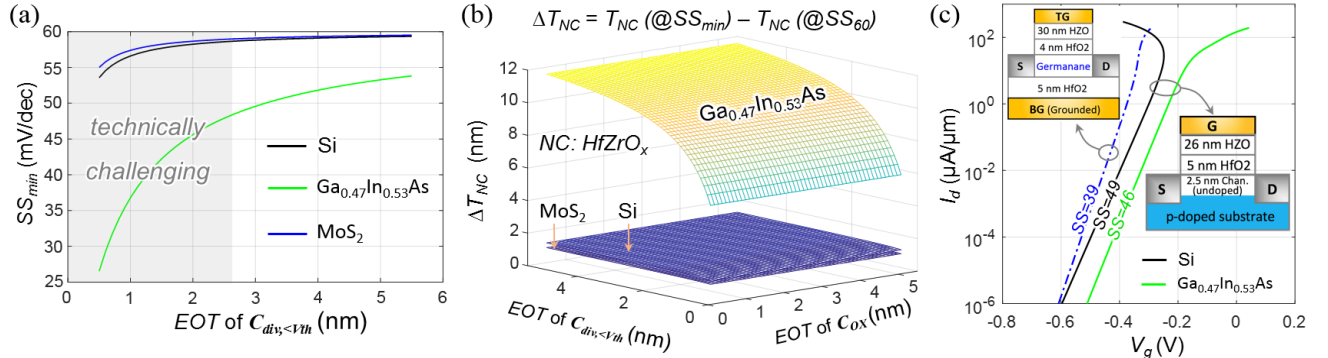 (a)
60
55
50
45
40
35
30
25
SS_min (mV/dec)
technically
challenging
Si
Ga0.47In0.53As
MoS2
0 1 2 3 4 5 6
EOT of C_div,<Vth (nm)
(b)
ΔT_NC = T_NC (@SS_min) – T_NC (@SS_60)
12
10
8
6
4
2
0
ΔT_NC (nm)
NC: HfZrOx
Ga0.47In0.53As
MoS2
Si
4 2 0
EOT of C_div,<Vth (nm)
0 1 2 3 4 5
EOT of C_OX (nm)
(c)
10^2
10^0
10^-2
10^-4
10^-6
I_d (μA/μm)
TG
30 nm HZO
4 nm HfO2
S Germanane D
5 nm HfO2
BG (Grounded)
G
26 nm HZO
5 nm HfO2
S 2.5 nm Chan. D
(undoped)
p-doped substrate
SS=39
SS=49
SS=46
Si
Ga0.47In0.53As
-0.8 -0.6 -0.4 -0.2 0 0.2
V_g (V)